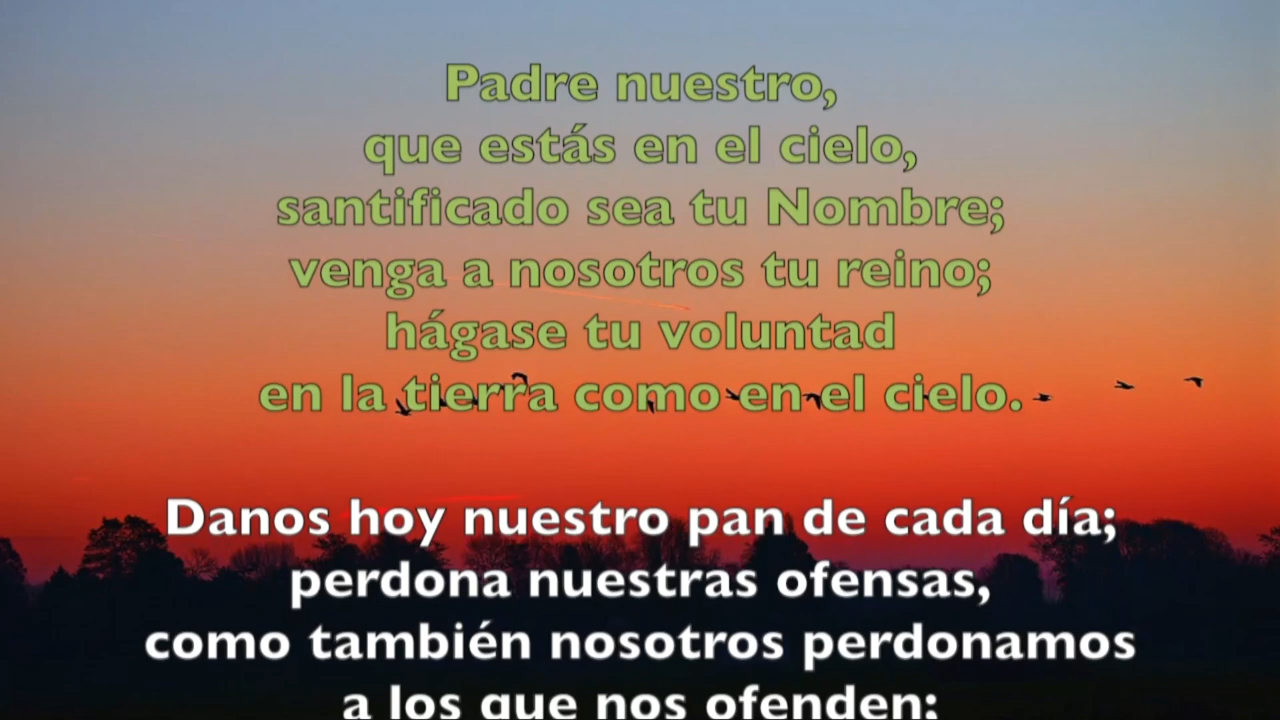 Padre nuestro,
que estás en el cielo,
santificado sea tu Nombre;
venga a nosotros tu reino;
hágase tu voluntad
en la tierra como en el cielo.
Danos hoy nuestro pan de cada día;
perdona nuestras ofensas,
como también nosotros perdonamos
a los que nos ofenden;